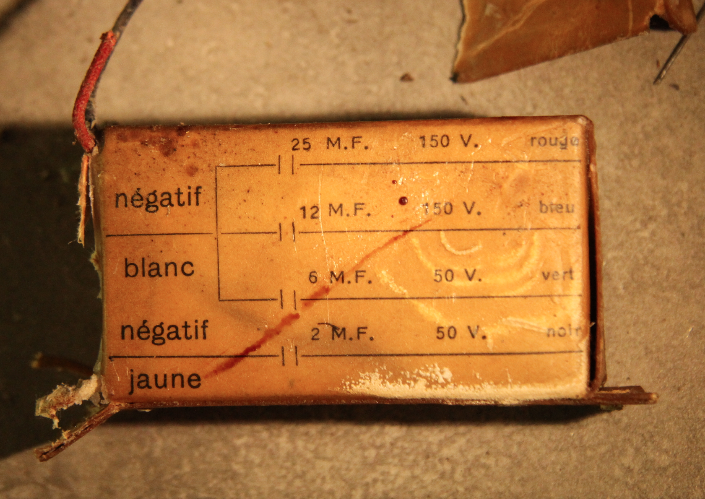 25 M.F. 150 V. rouge
négatif
12 M.F. 150 V. bleu
blanc
6 M.F. 50 V. vert
négatif
2 M.F. 50 V. noir
jaune